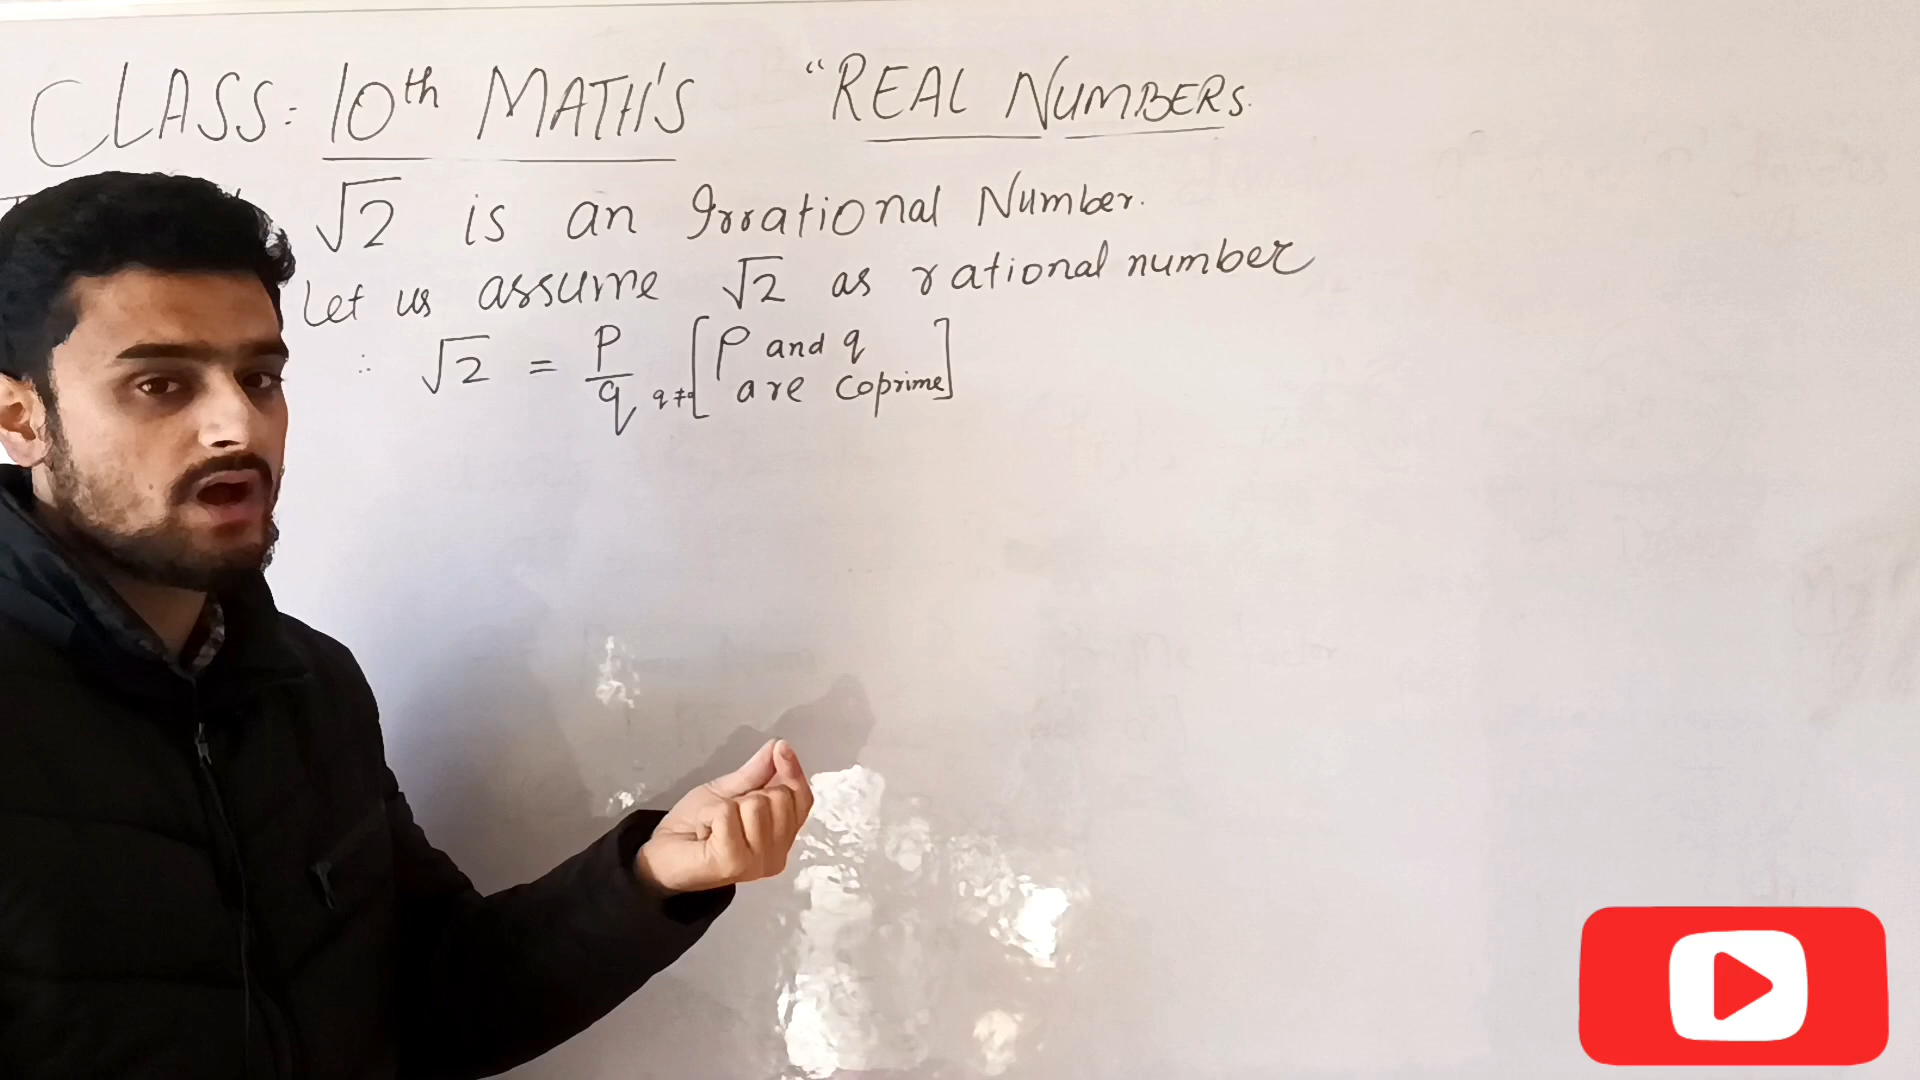 CLASS: 10th MATH'S "REAL NUMBERS.
√2 is an Irrational Number.
Let us assume √2 as rational number
∴ √2 = p/q q≠0 [p and q are coprime]